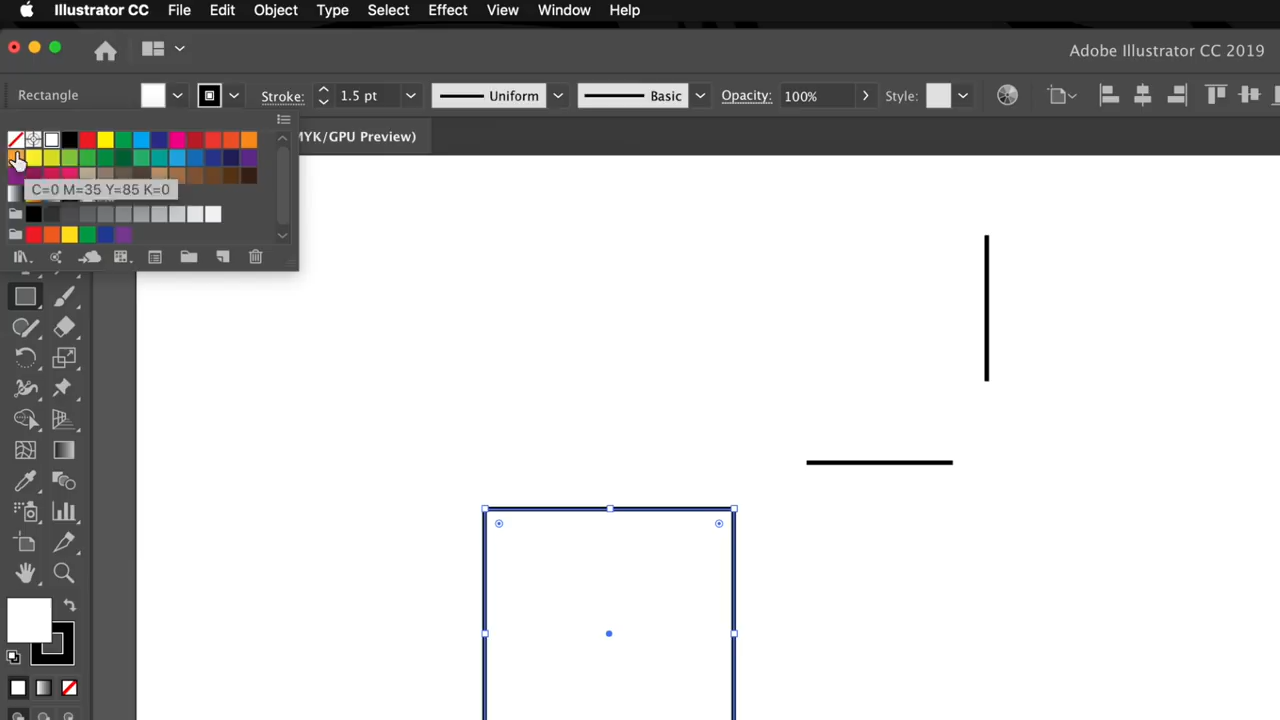 Illustrator CC File Edit Object Type Select Effect View Window Help
Adobe Illustrator CC 2019
Rectangle Stroke: 1.5 pt Uniform Basic Opacity: 100% Style:
MYK/GPU Preview)
C=0 M=35 Y=85 K=0